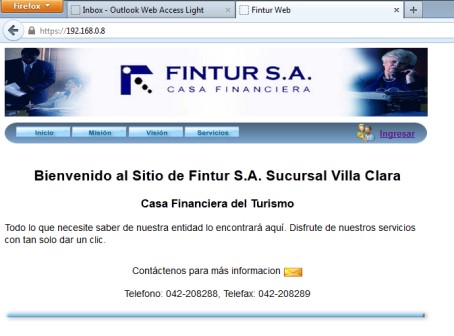 Firefox
Inbox - Outlook Web Access Light
Fintur Web
https://192.168.0.8
FINTUR S.A.
CASA FINANCIERA
Inicio
Misión
Visión
Servicios
Ingresar
Bienvenido al Sitio de Fintur S.A. Sucursal Villa Clara
Casa Financiera del Turismo
Todo lo que necesite saber de nuestra entidad lo encontrará aquí. Disfrute de nuestros servicios
con tan solo dar un clic.
Contáctenos para más informacion
Telefono: 042-208288, Telefax: 042-208289